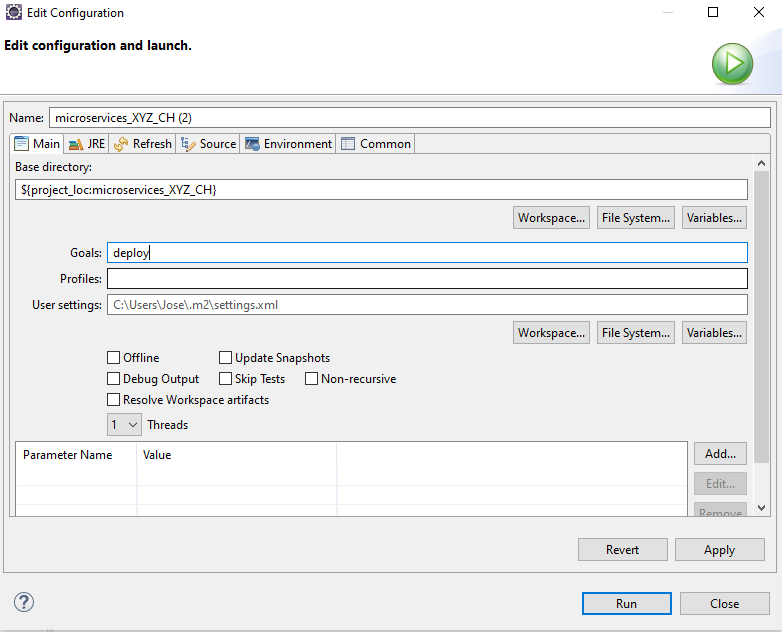 Edit Configuration
Edit configuration and launch.
Name: microservices_XYZ_CH (2)
Main JRE Refresh Source Environment Common
Base directory:
${project_loc:microservices_XYZ_CH}
Workspace... File System... Variables...
Goals: deploy
Profiles:
User settings: C:\Users\Jose\.m2\settings.xml
Workspace... File System... Variables...
Offline Update Snapshots
Debug Output Skip Tests Non-recursive
Resolve Workspace artifacts
1 Threads
Parameter Name Value Add...
Edit...
Remove
Revert Apply
? Run Close